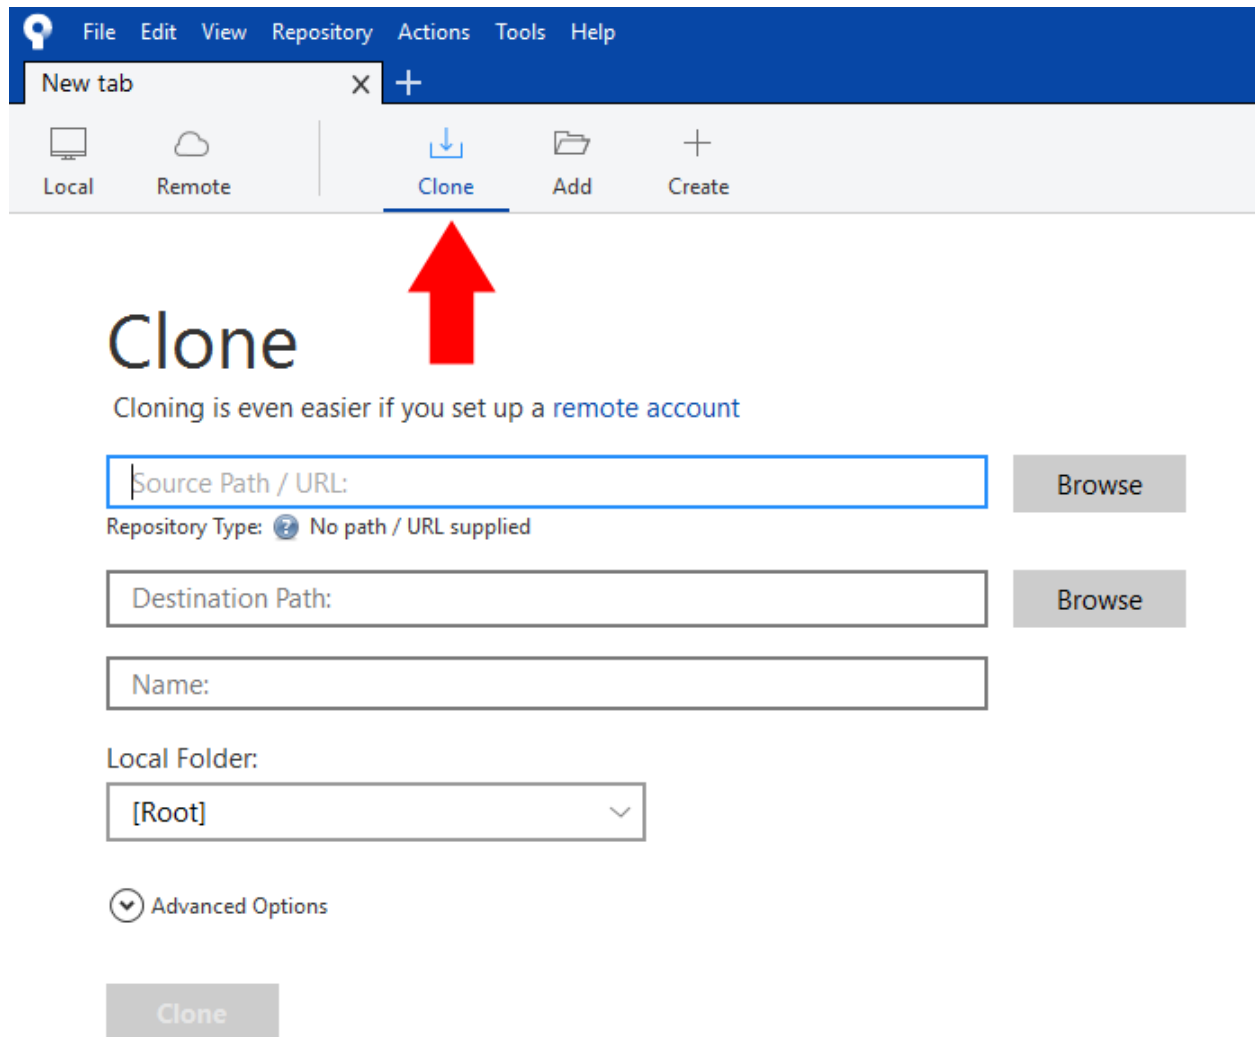 File Edit View Repository Actions Tools Help
New tab
Local Remote Clone Add Create
Clone
Cloning is even easier if you set up a remote account
Source Path / URL: Browse
Repository Type: No path / URL supplied
Destination Path: Browse
Name:
Local Folder:
[Root]
Advanced Options
Clone